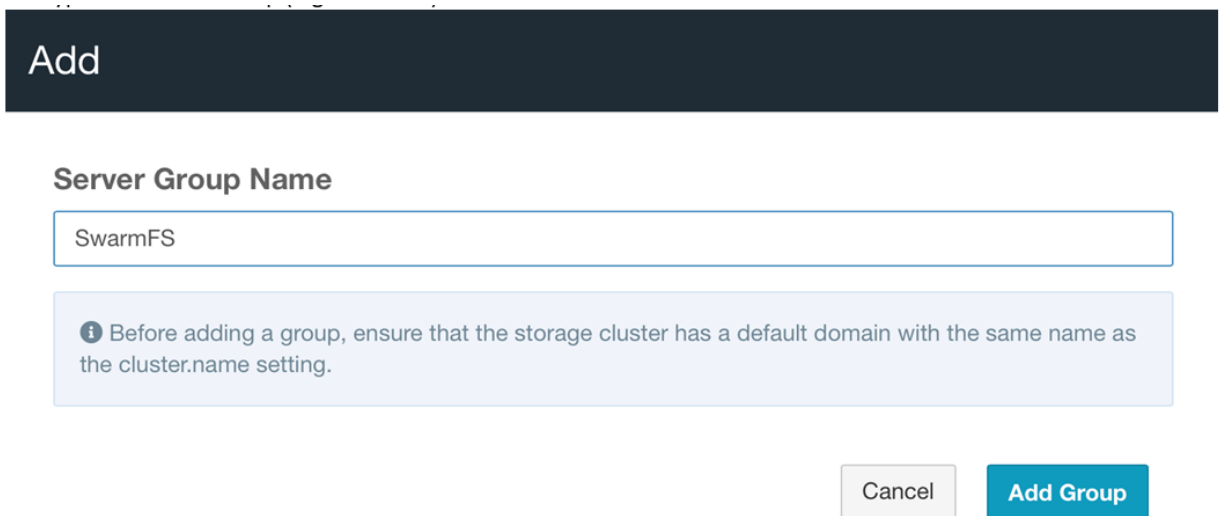 Add
Server Group Name
SwarmFS
Before adding a group, ensure that the storage cluster has a default domain with the same name as
the cluster.name setting.
Cancel
Add Group